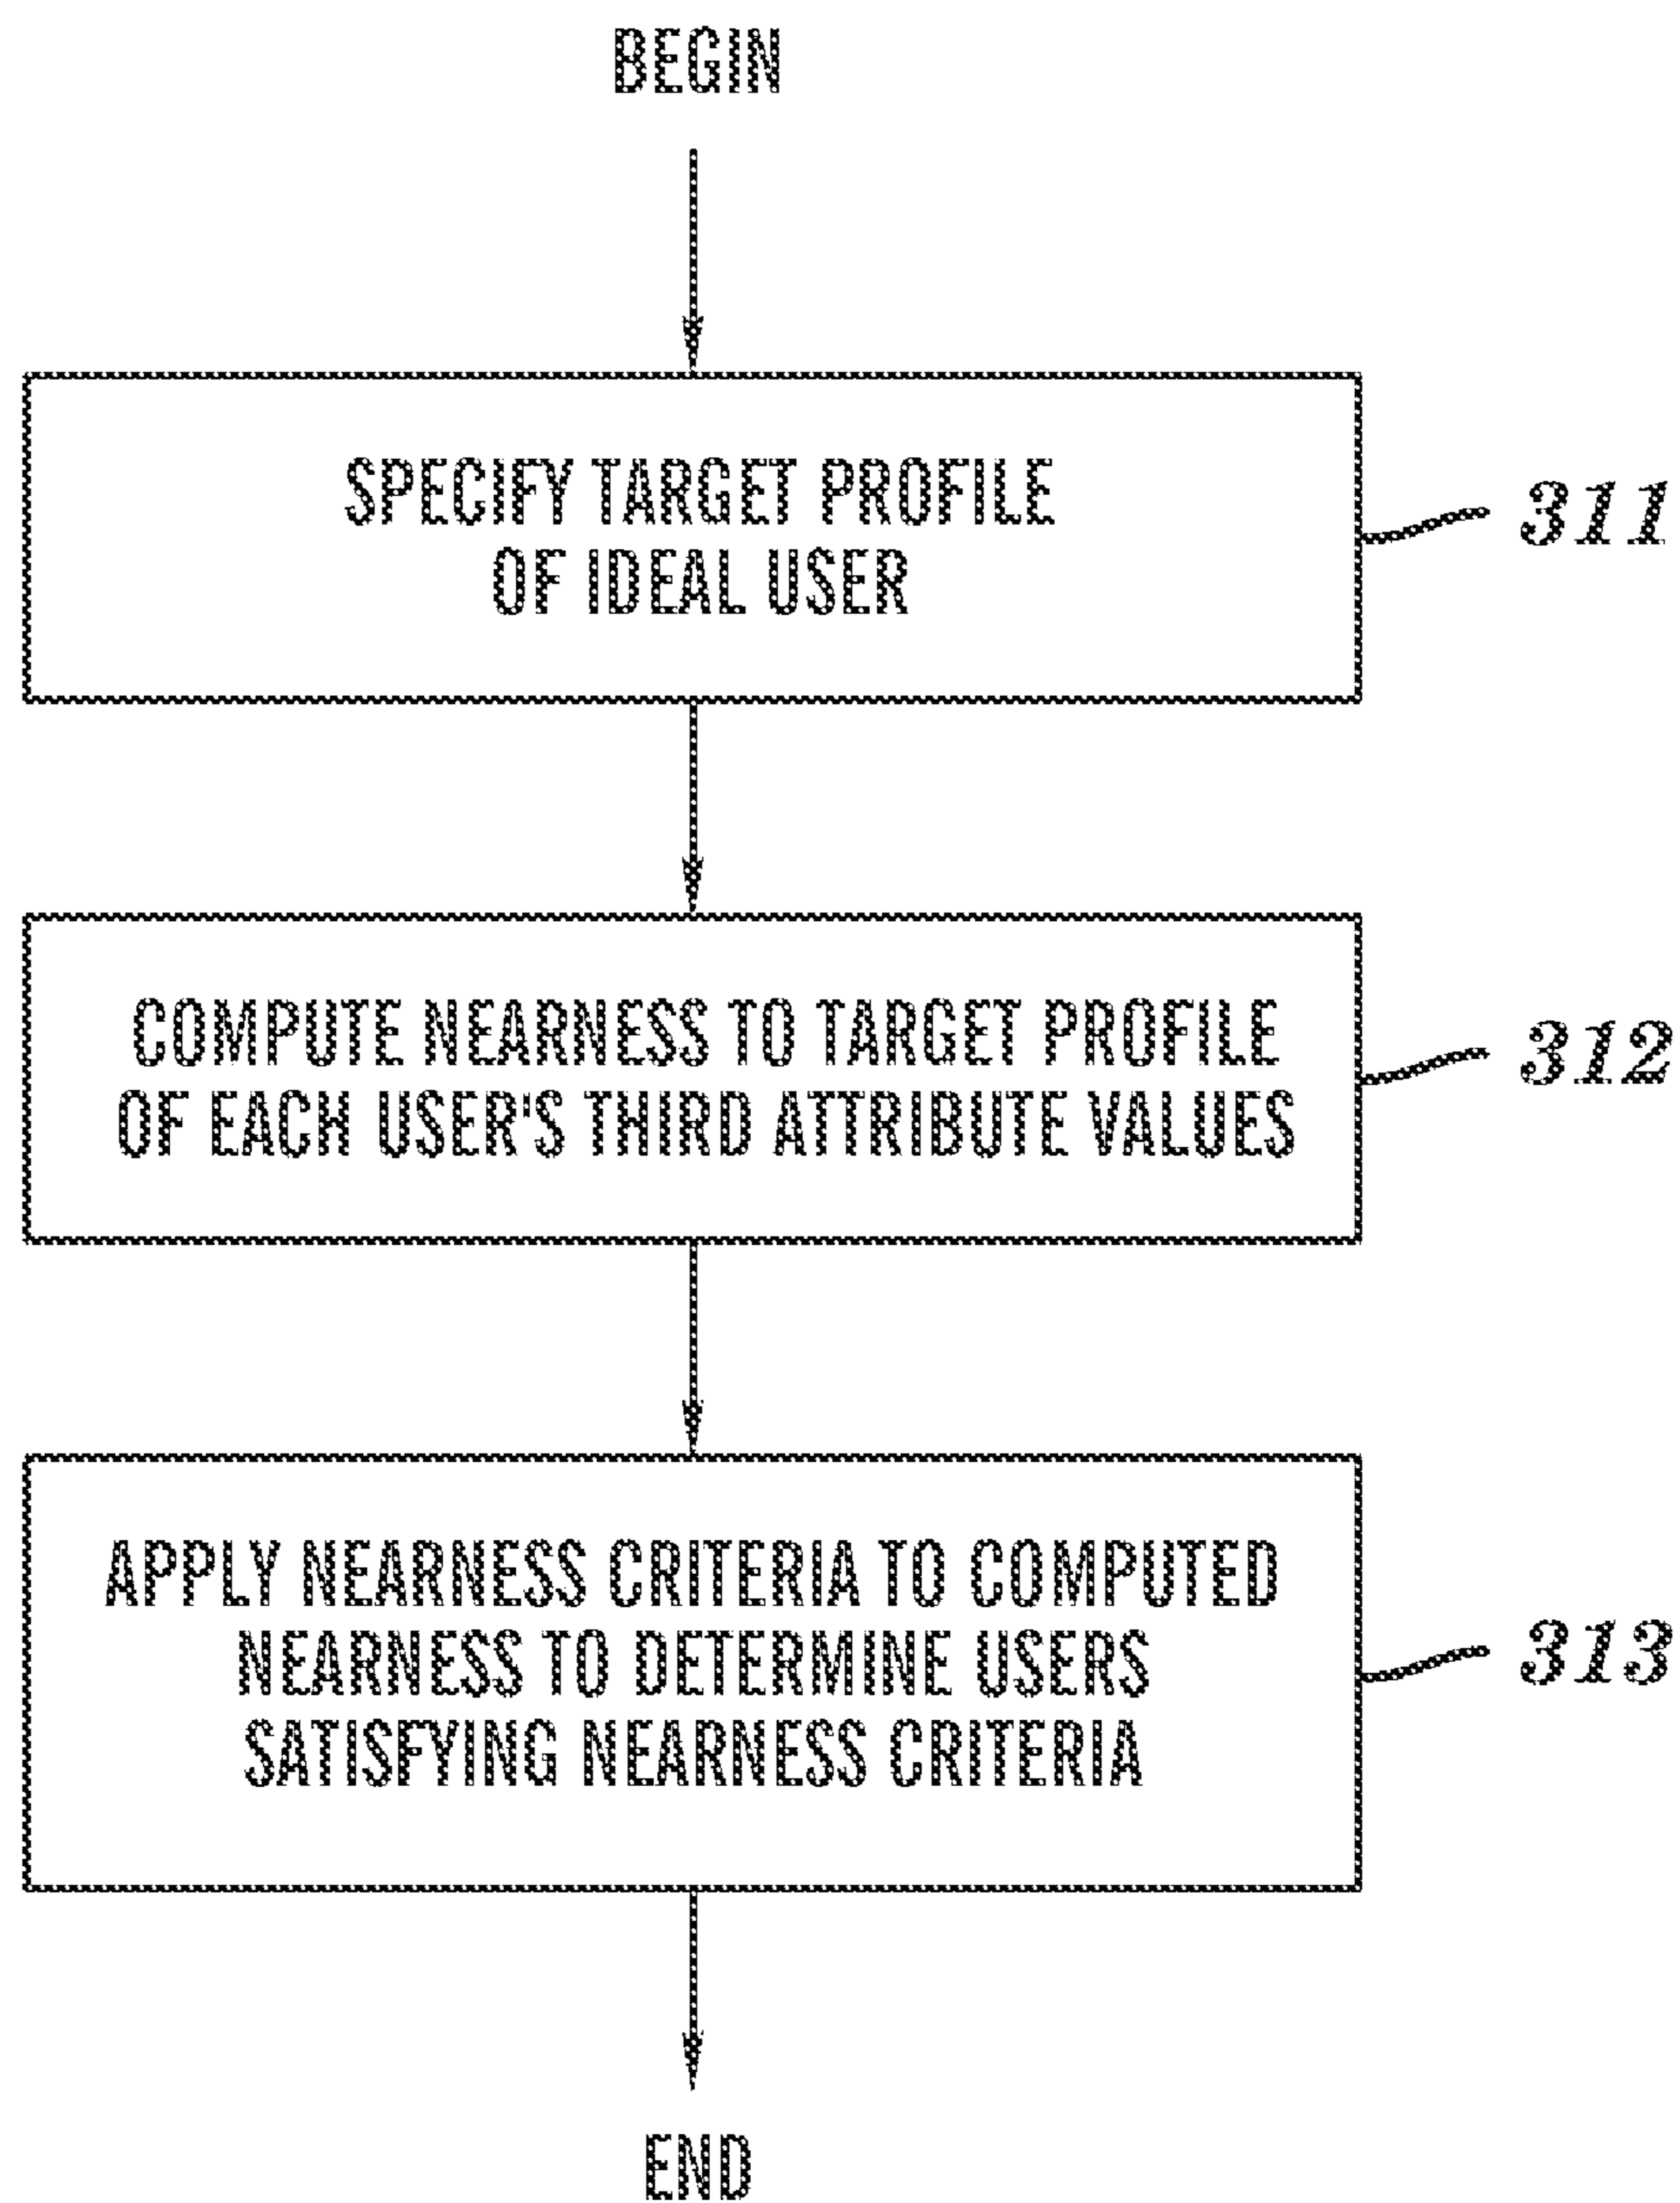 BEGIN
SPECIFY TARGET PROFILE
OF IDEAL USER
311
COMPUTE NEARNESS TO TARGET PROFILE
OF EACH USER'S THIRD ATTRIBUTE VALUES
312
APPLY NEARNESS CRITERIA TO COMPUTED
NEARNESS TO DETERMINE USERS
SATISFYING NEARNESS CRITERIA
313
END